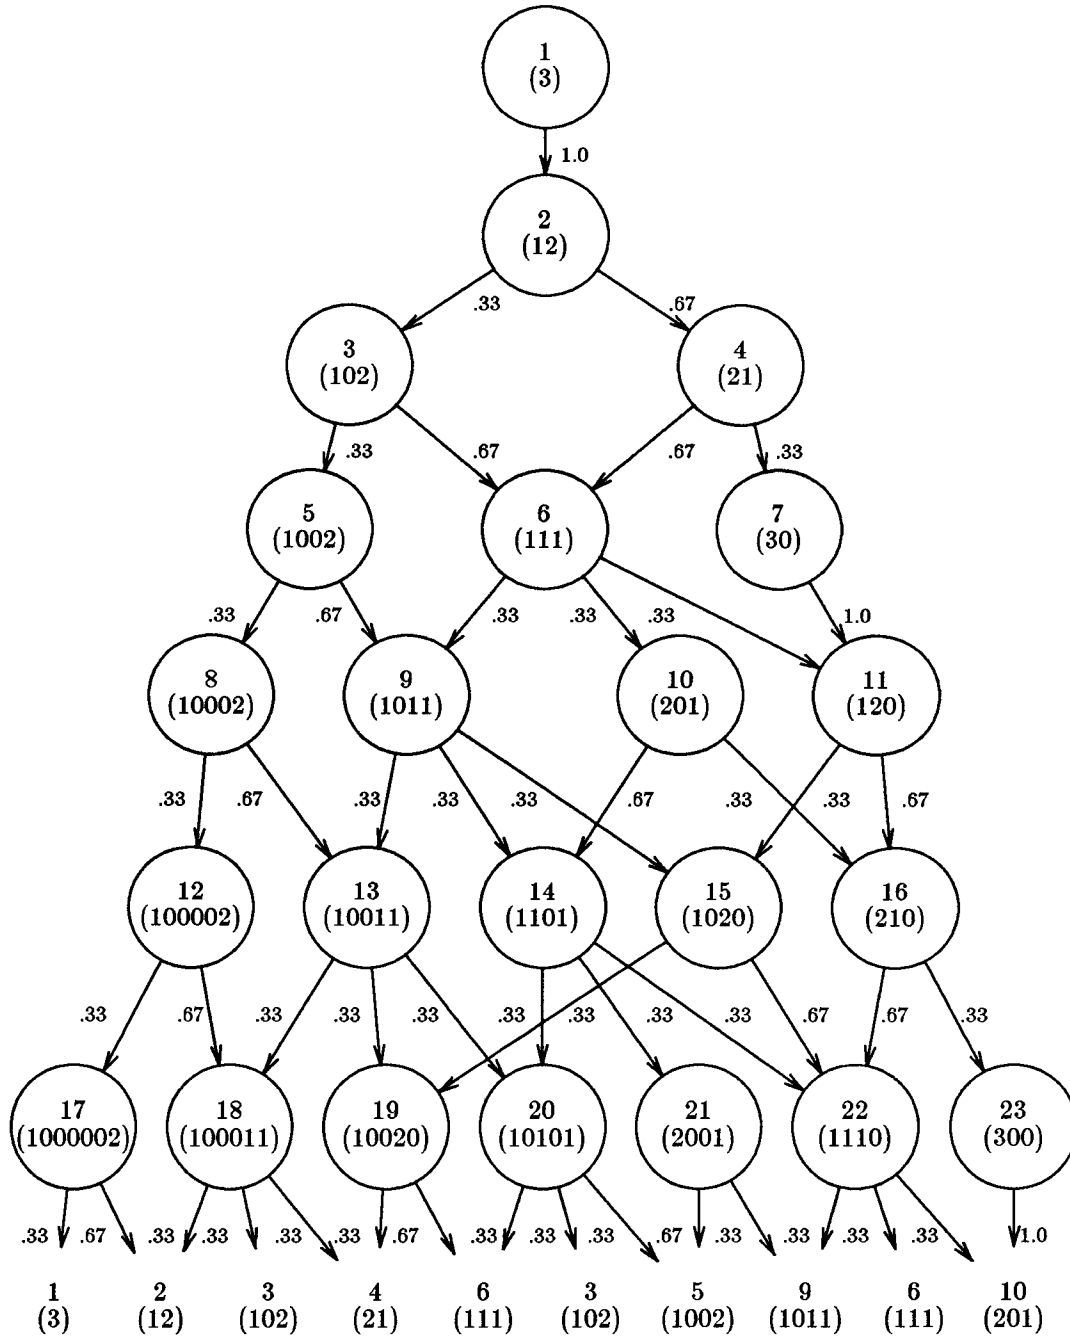 1
(3)
1.0
2
(12)
.33 .67
3 4
(102) (21)
.33 .67 .67 .33
5 6 7
(1002) (111) (30)
.33 .67 .33 .33 .33 1.0
8 9 10 11
(10002) (1011) (201) (120)
.33 .67 .33 .33 .33 .67 .33 .33 .67
12 13 14 15 16
(100002) (10011) (1101) (1020) (210)
.33 .67 .33 .33 .33 .33 .33 .33 .33 .67 .67 .33
17 18 19 20 21 22 23
(1000002) (100011) (10020) (10101) (2001) (1110) (300)
.33 .67 .33 .33 .33 .33 .67 .33 .33 .33 .67 .33 .33 .33 .33 1.0
1 2 3 4 6 3 5 9 6 10
(3) (12) (102) (21) (111) (102) (1002) (1011) (111) (201)